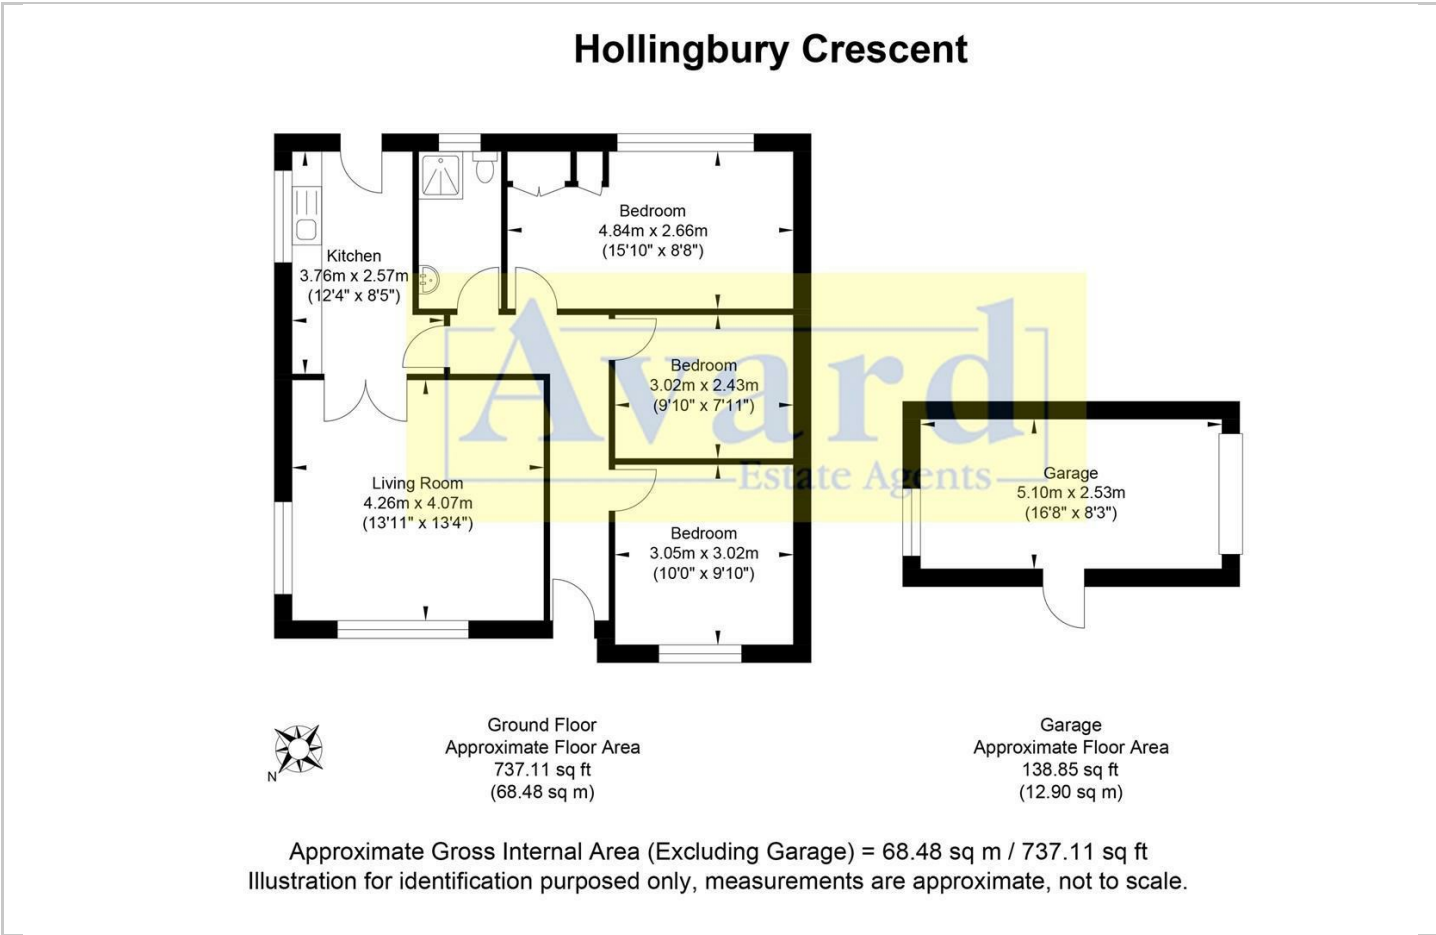 Hollingbury Crescent
Bedroom
4.84m x 2.66m
(15'10" x 8'8")
Kitchen
3.76m x 2.57m
(12'4" x 8'5")
Avard
Estate Agents
Bedroom
3.02m x 2.43m
(9'10" x 7'11")
Living Room
4.26m x 4.07m
(13'11" x 13'4")
Garage
5.10m x 2.53m
(16'8" x 8'3")
Bedroom
3.05m x 3.02m
(10'0" x 9'10")
N
Ground Floor
Approximate Floor Area
737.11 sq ft
(68.48 sq m)
Garage
Approximate Floor Area
138.85 sq ft
(12.90 sq m)
Approximate Gross Internal Area (Excluding Garage) = 68.48 sq m / 737.11 sq ft
Illustration for identification purposed only, measurements are approximate, not to scale.